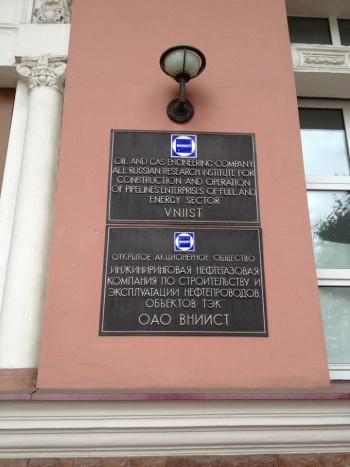 ВНИИСТ
OIL AND GAS ENGINEERING COMPANY
ALL RUSSIAN RESEARCH INSTITUTE FOR
CONSTRUCTION AND OPERATION
OF PIPELINES, ENTERPRISES OF FUEL AND
ENERGY SECTOR
VNIIST
ОТКРЫТОЕ АКЦИОНЕРНОЕ ОБЩЕСТВО
ИНЖИНИРИНГОВАЯ НЕФТЕГАЗОВАЯ
КОМПАНИЯ ПО СТРОИТЕЛЬСТВУ И
ЭКСПЛУАТАЦИИ НЕФТЕПРОВОДОВ
ОБЪЕКТОВ ТЭК
ОАО ВНИИСТ